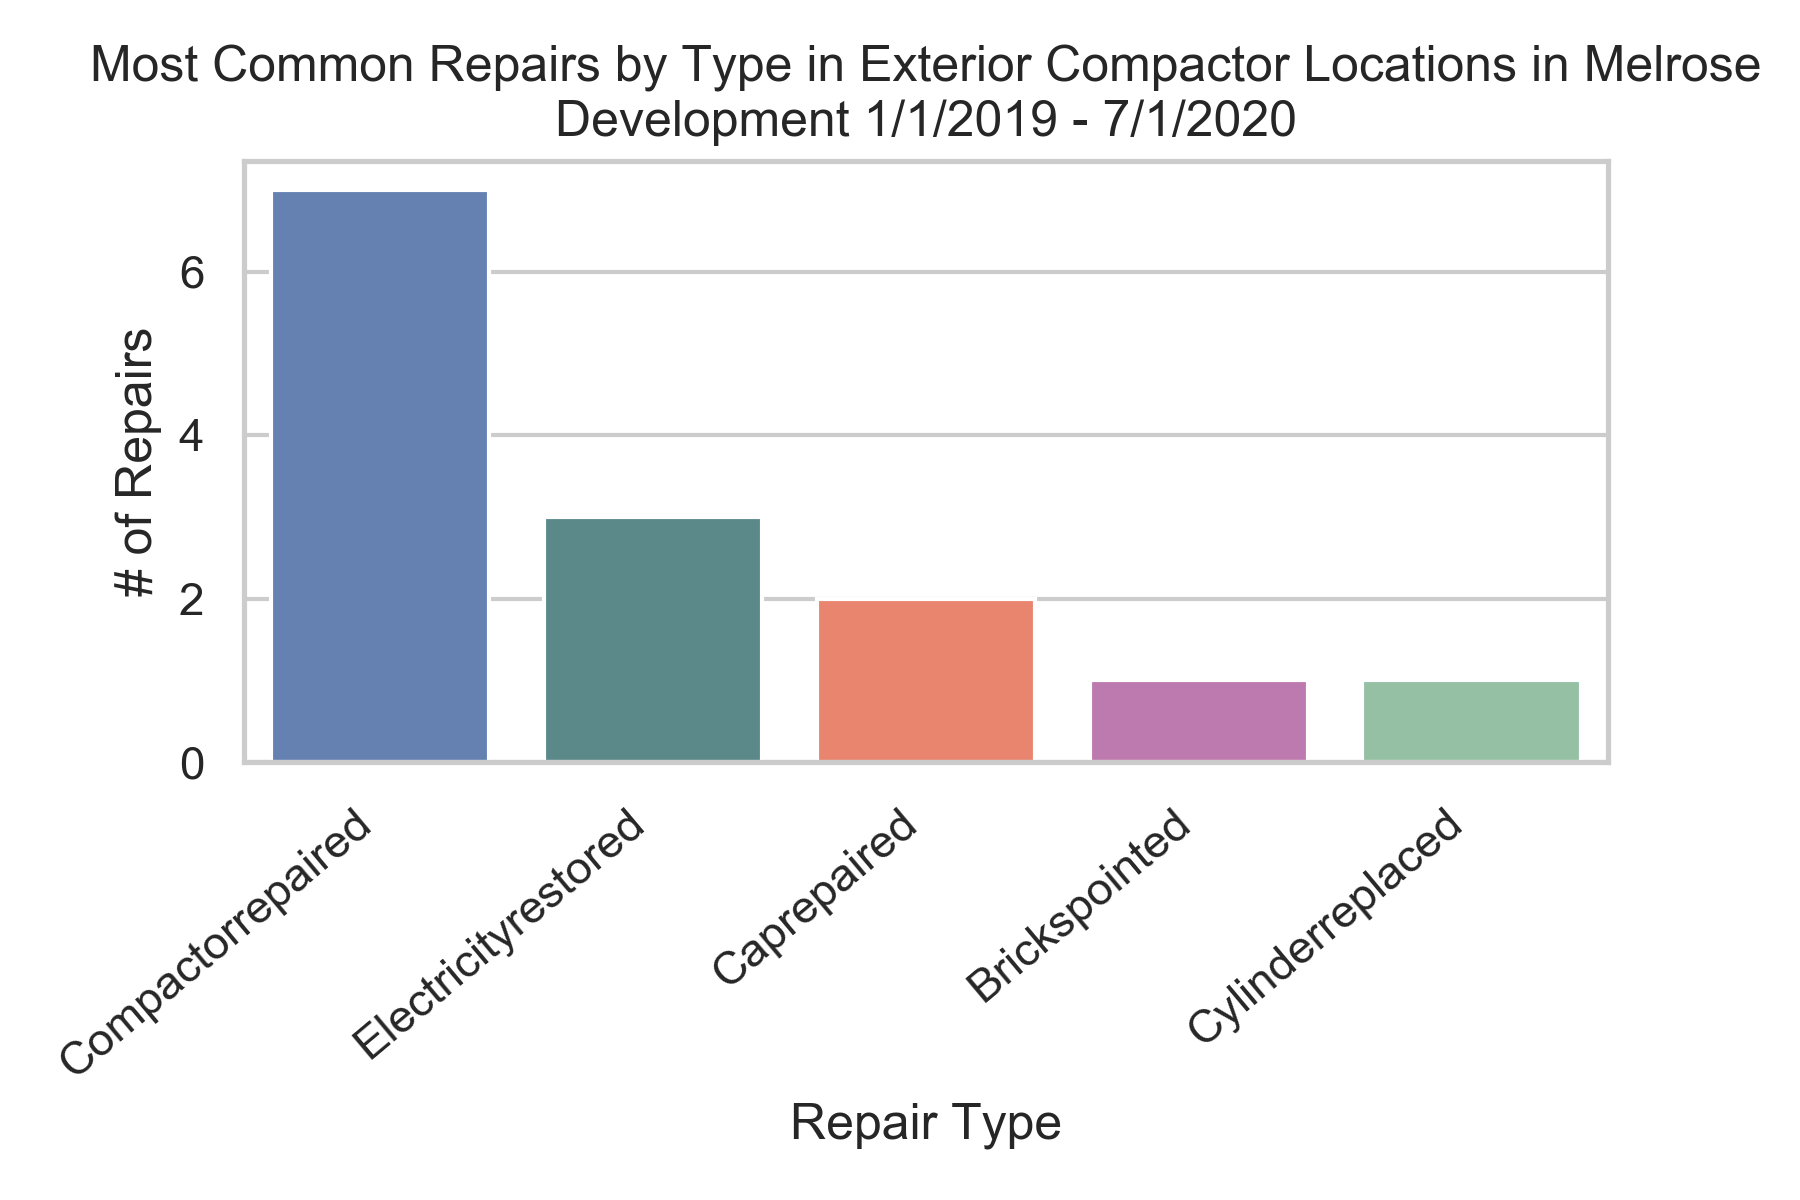 Most Common Repairs by Type in Exterior Compactor Locations in Melrose
Development 1/1/2019 - 7/1/2020
# of Repairs
6
4
2
0
Compactorrepaired
Electricityrestored
Caprepaired
Brickspointed
Cylinderreplaced
Repair Type